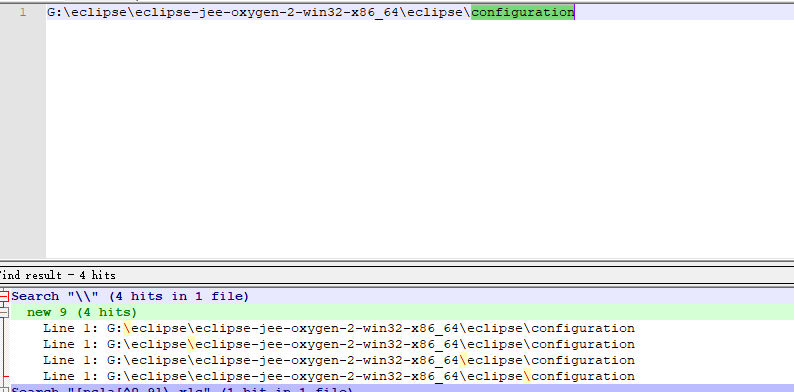 1 G:\eclipse\eclipse-jee-oxygen-2-win32-x86_64\eclipse\configuration
Find result - 4 hits
Search "\\" (4 hits in 1 file)
new 9 (4 hits)
Line 1: G:\eclipse\eclipse-jee-oxygen-2-win32-x86_64\eclipse\configuration
Line 1: G:\eclipse\eclipse-jee-oxygen-2-win32-x86_64\eclipse\configuration
Line 1: G:\eclipse\eclipse-jee-oxygen-2-win32-x86_64\eclipse\configuration
Line 1: G:\eclipse\eclipse-jee-oxygen-2-win32-x86_64\eclipse\configuration
Search (1 hit in 1 file)